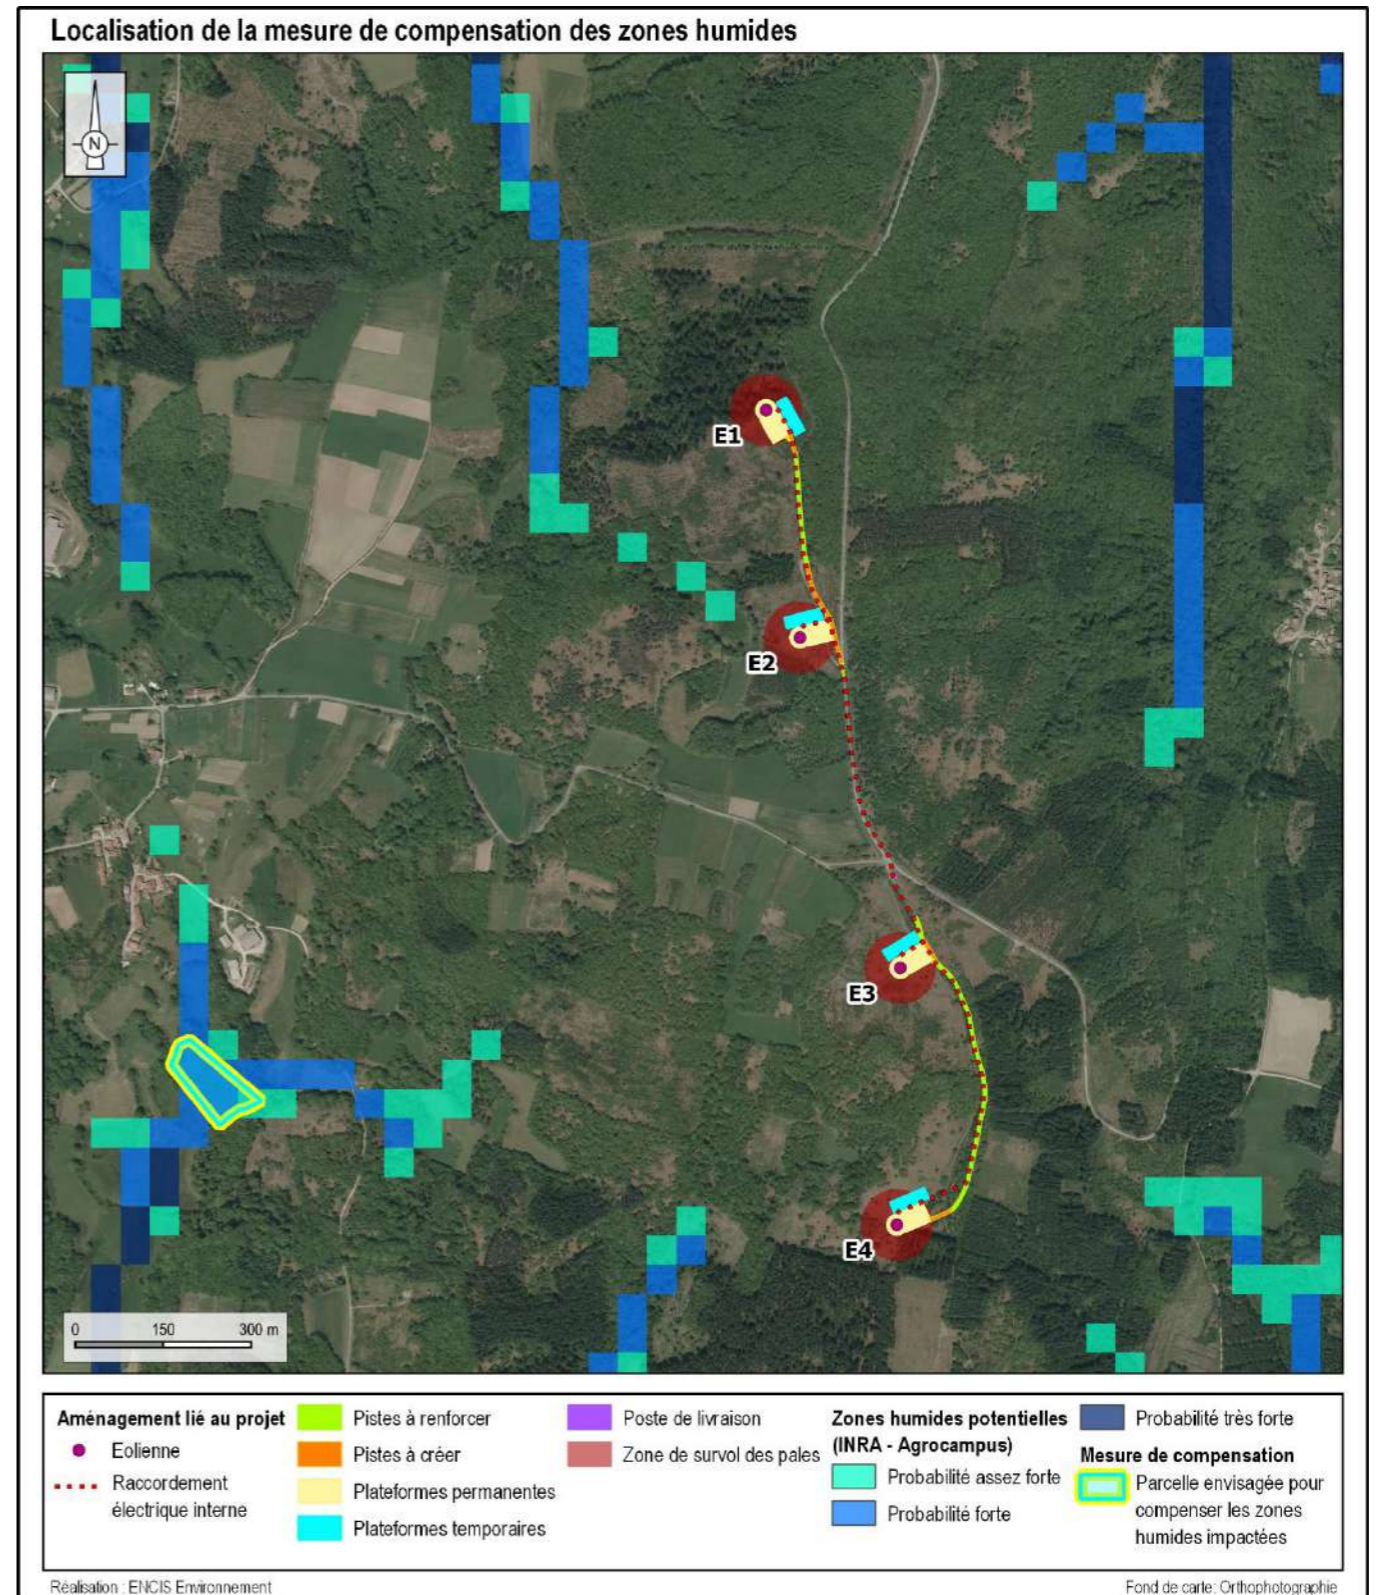 Localisation de la mesure de compensation des zones humides
N
E1
E2
E3
E4
0 150 300 m
Aménagement lié au projet
Eolienne
Raccordement
électrique interne
Pistes à renforcer
Pistes à créer
Plateformes permanentes
Plateformes temporaires
Poste de livraison
Zone de survol des pales
Zones humides potentielles
(INRA - Agrocampus)
Probabilité assez forte
Probabilité forte
Probabilité très forte
Mesure de compensation
Parcelle envisagée pour
compenser les zones
humides impactées
Réalisation : ENCIS Environnement
Fond de carte: Orthophotographie